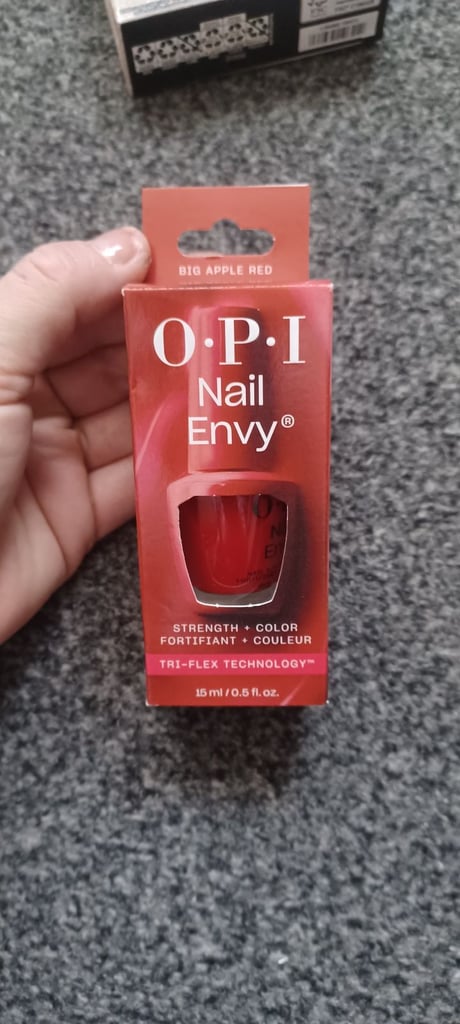 BIG APPLE RED
O·P·I
Nail
Envy®
STRENGTH + COLOR
FORTIFIANT + COULEUR
TRI-FLEX TECHNOLOGY™
15 ml / 0.5 fl. oz.